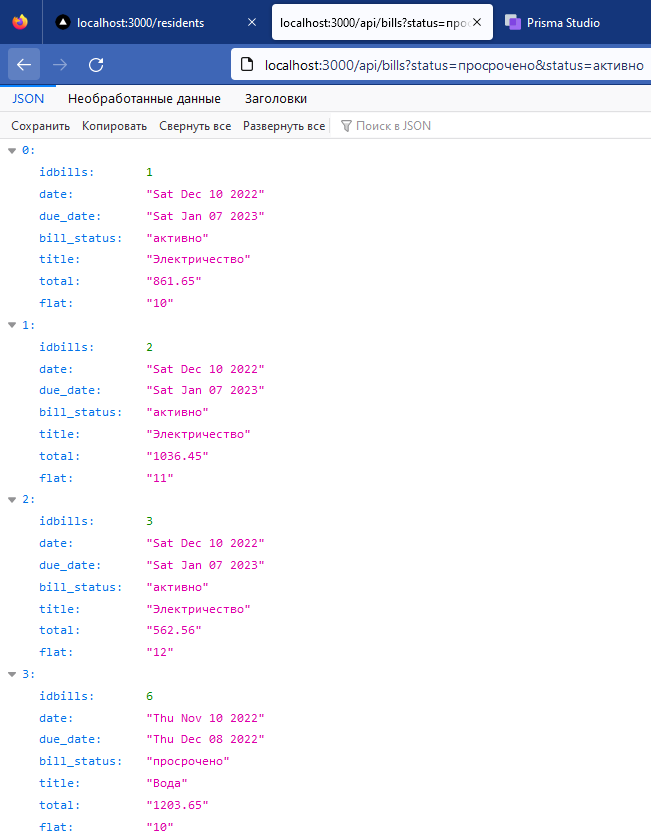 localhost:3000/residents
localhost:3000/api/bills?status=прос
Prisma Studio
localhost:3000/api/bills?status=просрочено&status=активно
JSON Необработанные данные Заголовки
Сохранить Копировать Свернуть все Развернуть все Поиск в JSON
0:
idbills: 1
date: "Sat Dec 10 2022"
due_date: "Sat Jan 07 2023"
bill_status: "активно"
title: "Электричество"
total: "861.65"
flat: "10"
1:
idbills: 2
date: "Sat Dec 10 2022"
due_date: "Sat Jan 07 2023"
bill_status: "активно"
title: "Электричество"
total: "1036.45"
flat: "11"
2:
idbills: 3
date: "Sat Dec 10 2022"
due_date: "Sat Jan 07 2023"
bill_status: "активно"
title: "Электричество"
total: "562.56"
flat: "12"
3:
idbills: 6
date: "Thu Nov 10 2022"
due_date: "Thu Dec 08 2022"
bill_status: "просрочено"
title: "Вода"
total: "1203.65"
flat: "10"